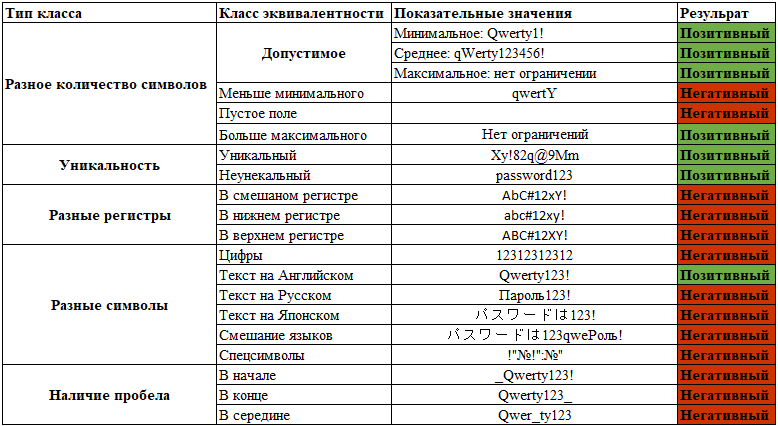 Тип класса Класс эквивалентности Показательные значения Резульрат
Разное количество символов Допустимое Минимальное: Qwerty1! Позитивный
Среднее: qWerty123456! Позитивный
Максимальное: нет ограничении Позитивный
Меньше минимального qwertY Негативный
Пустое поле Негативный
Больше максимального Нет ограничений Позитивный
Уникальность Уникальный Xy!82q@9Mm Позитивный
Неунекальный password123 Позитивный
Разные регистры В смешаном регистре AbC#12xY! Негативный
В нижнем регистре abc#12xy! Негативный
В верхнем регистре ABC#12XY! Негативный
Разные символы Цифры 12312312312 Негативный
Текст на Английском Qwerty123! Позитивный
Текст на Русском Пароль123! Негативный
Текст на Японском パスワードは123! Негативный
Смешание языков パスワードは123qweРоль! Негативный
Спецсимволы !"№!":№" Негативный
Наличие пробела В начале _Qwerty123! Негативный
В конце Qwerty123_ Негативный
В середине Qwer_ty123 Негативный